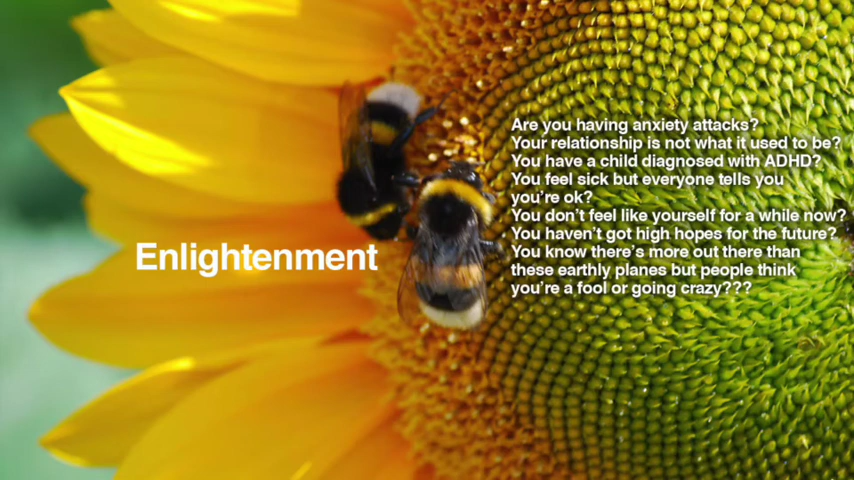 Enlightenment
Are you having anxiety attacks?
Your relationship is not what it used to be?
You have a child diagnosed with ADHD?
You feel sick but everyone tells you
you're ok?
You don't feel like yourself for a while now?
You haven't got high hopes for the future?
You know there's more out there than
these earthly planes but people think
you're a fool or going crazy???